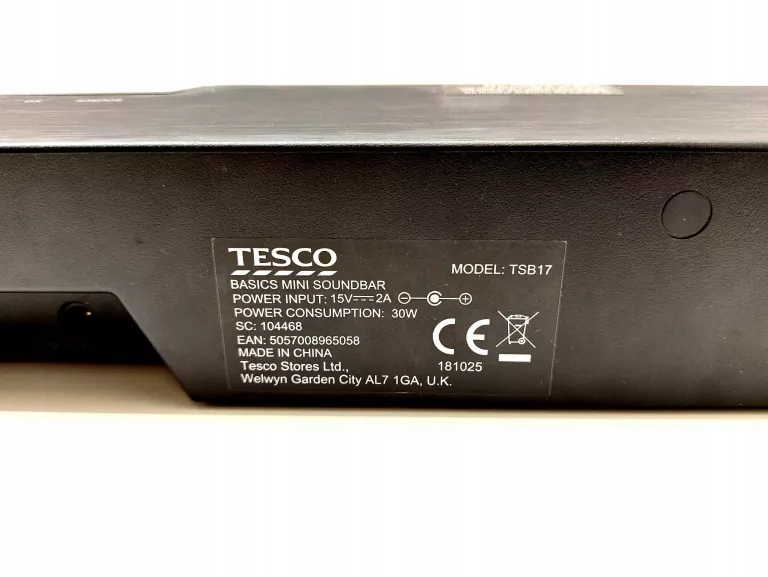 TESCO
MODEL: TSB17
BASICS MINI SOUNDBAR
POWER INPUT: 15V⎓2A
POWER CONSUMPTION: 30W
SC: 104468
EAN: 5057008965058
MADE IN CHINA
Tesco Stores Ltd., 181025
Welwyn Garden City AL7 1GA, U.K.
CE